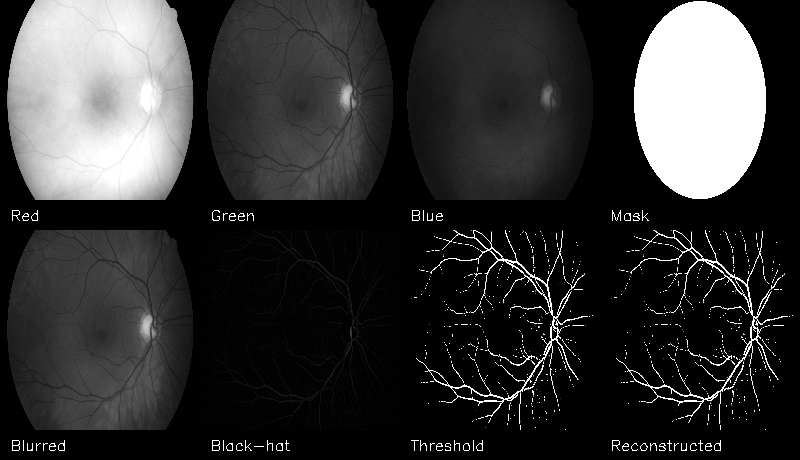 Red
Green
Blue
Mask
Blurred
Black-hat
Threshold
Reconstructed